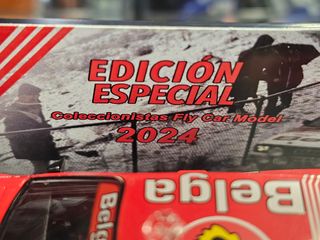 EDICIÓN
ESPECIAL
Coleccionistas Fly Car Model
2024
Belga
Belga